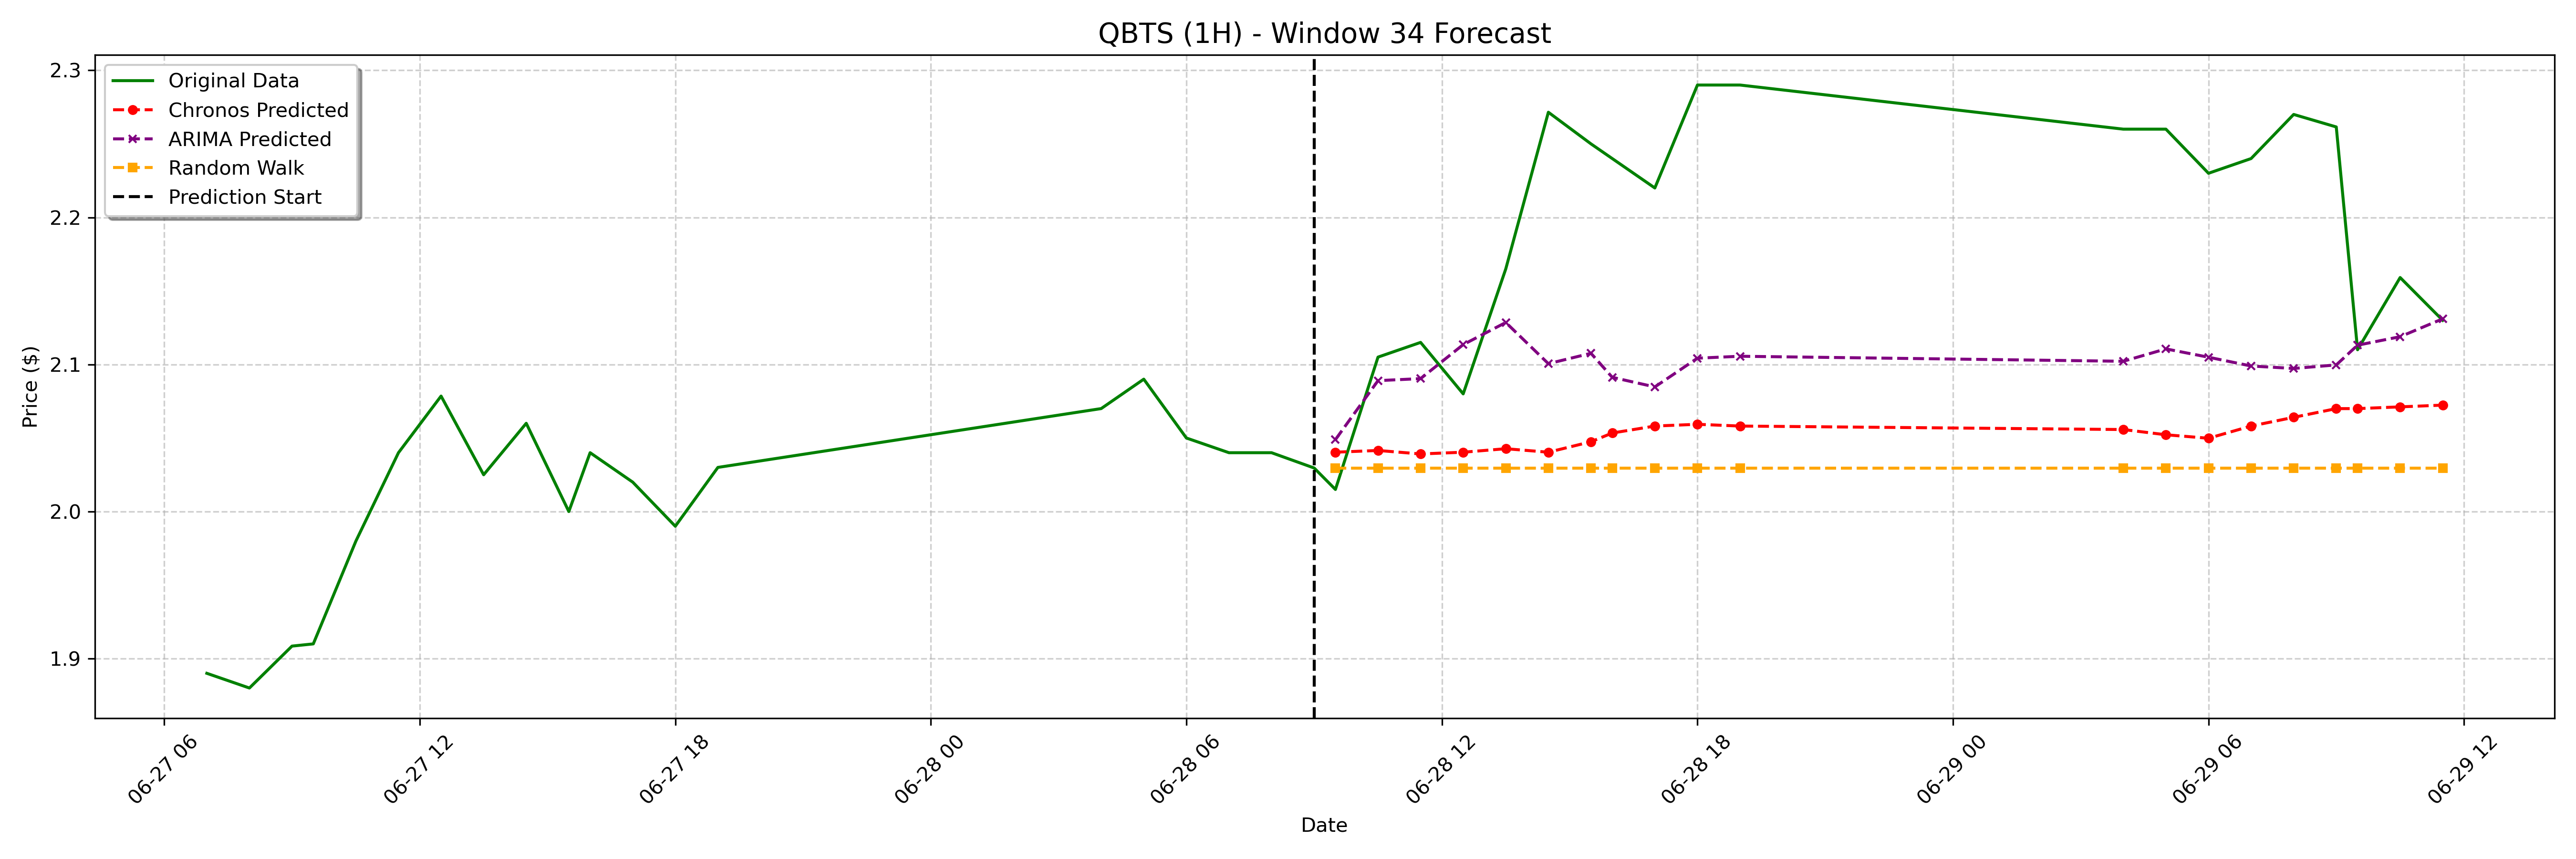 QBTS (1H) - Window 34 Forecast
Original Data
Chronos Predicted
ARIMA Predicted
Random Walk
Prediction Start
Price ($)
2.3
2.2
2.1
2.0
1.9
06-27 06
06-27 12
06-27 18
06-28 00
06-28 06
06-28 12
06-28 18
06-29 00
06-29 06
06-29 12
Date